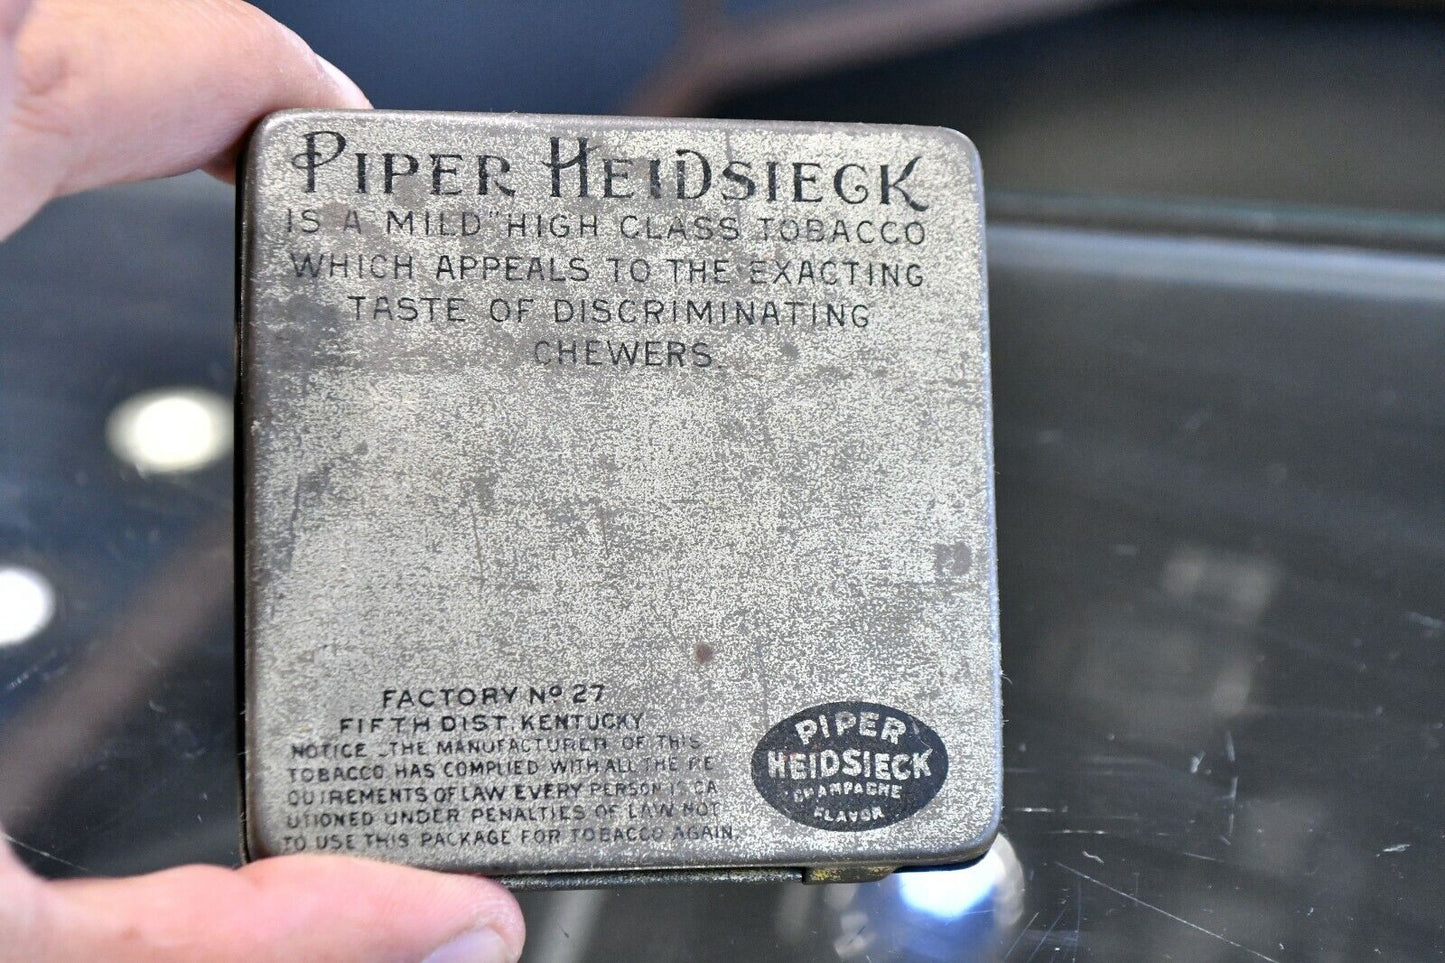 PIPER HEIDSIECK
IS A MILD "HIGH CLASS TOBACCO
WHICH APPEALS TO THE EXACTING
TASTE OF DISCRIMINATING
CHEWERS.
FACTORY No 27
FIFTH DIST. KENTUCKY
NOTICE _THE MANUFACTURER OF THIS
TOBACCO HAS COMPLIED WITH ALL THE RE
QUIREMENTS OF LAW EVERY PERSON IS CA
UTIONED UNDER PENALTIES OF LAW NOT
TO USE THIS PACKAGE FOR TOBACCO AGAIN
PIPER
HEIDSIECK
CHAMPAGNE
FLAVOR